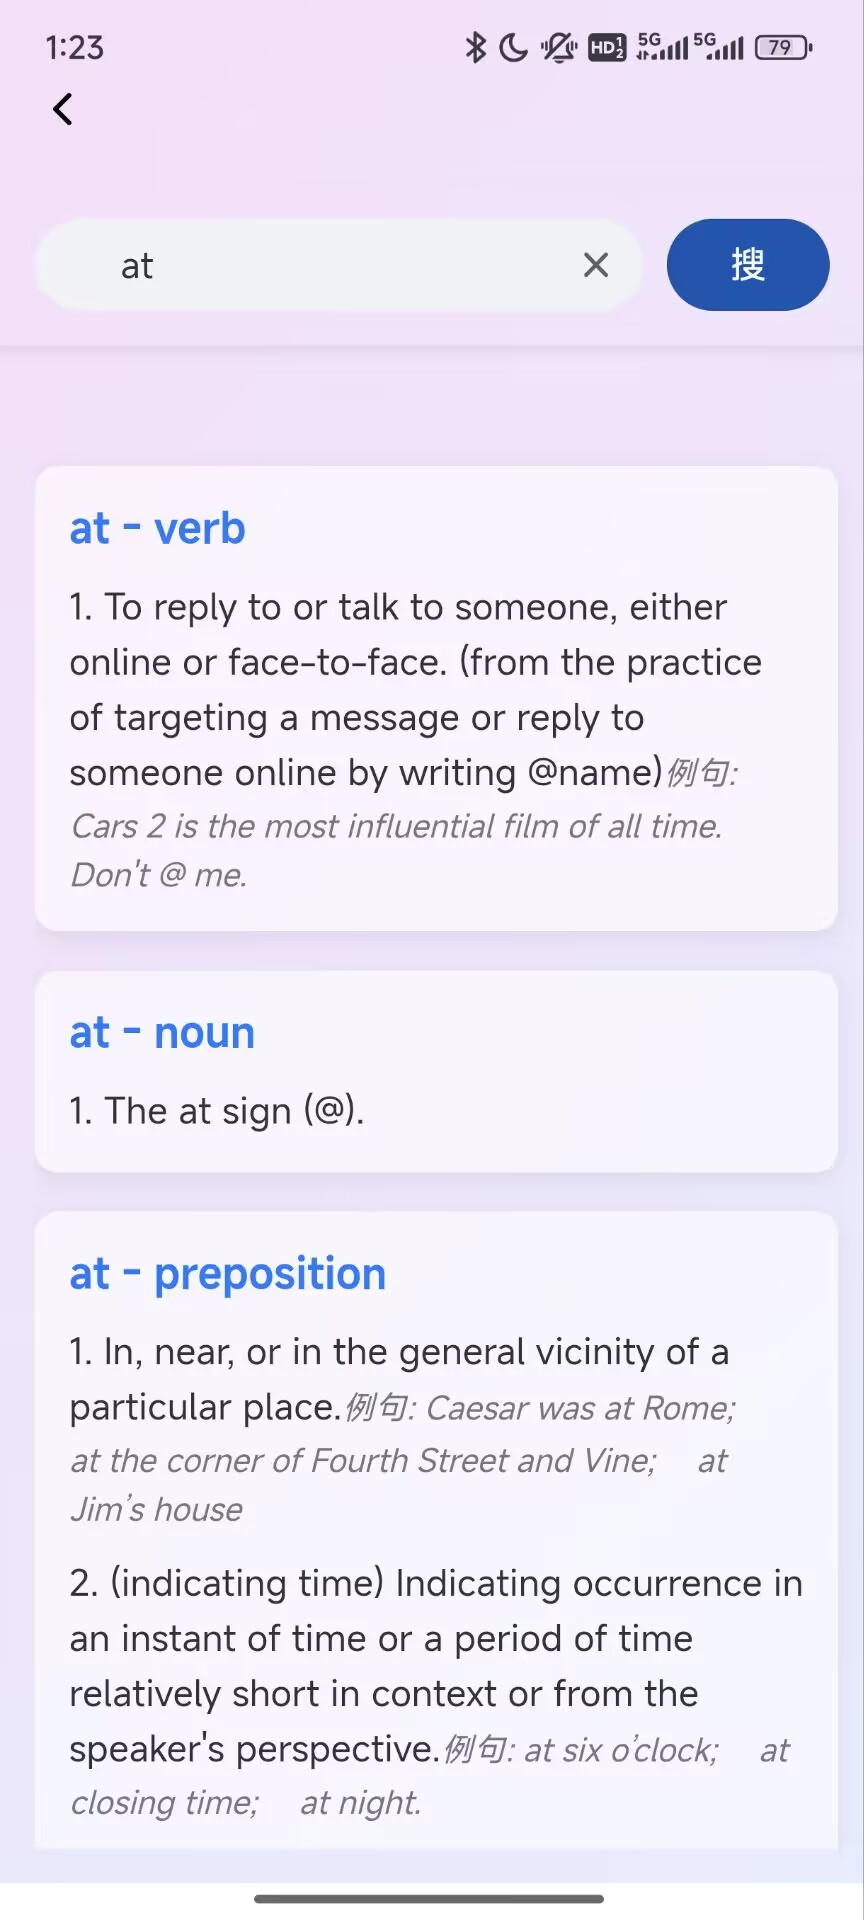 1:23
HD 1 2 5G 5G 79
at
搜
at - verb
1. To reply to or talk to someone, either
online or face-to-face. (from the practice
of targeting a message or reply to
someone online by writing @name)例句:
Cars 2 is the most influential film of all time.
Don't @ me.
at - noun
1. The at sign (@).
at - preposition
1. In, near, or in the general vicinity of a
particular place.例句: Caesar was at Rome;
at the corner of Fourth Street and Vine;  at
Jim’s house
2. (indicating time) Indicating occurrence in
an instant of time or a period of time
relatively short in context or from the
speaker's perspective.例句: at six o’clock;  at
closing time;  at night.